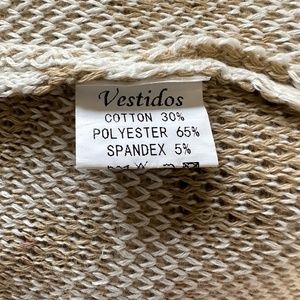 Vestidos
COTTON 30%
POLYESTER 65%
SPANDEX 5%